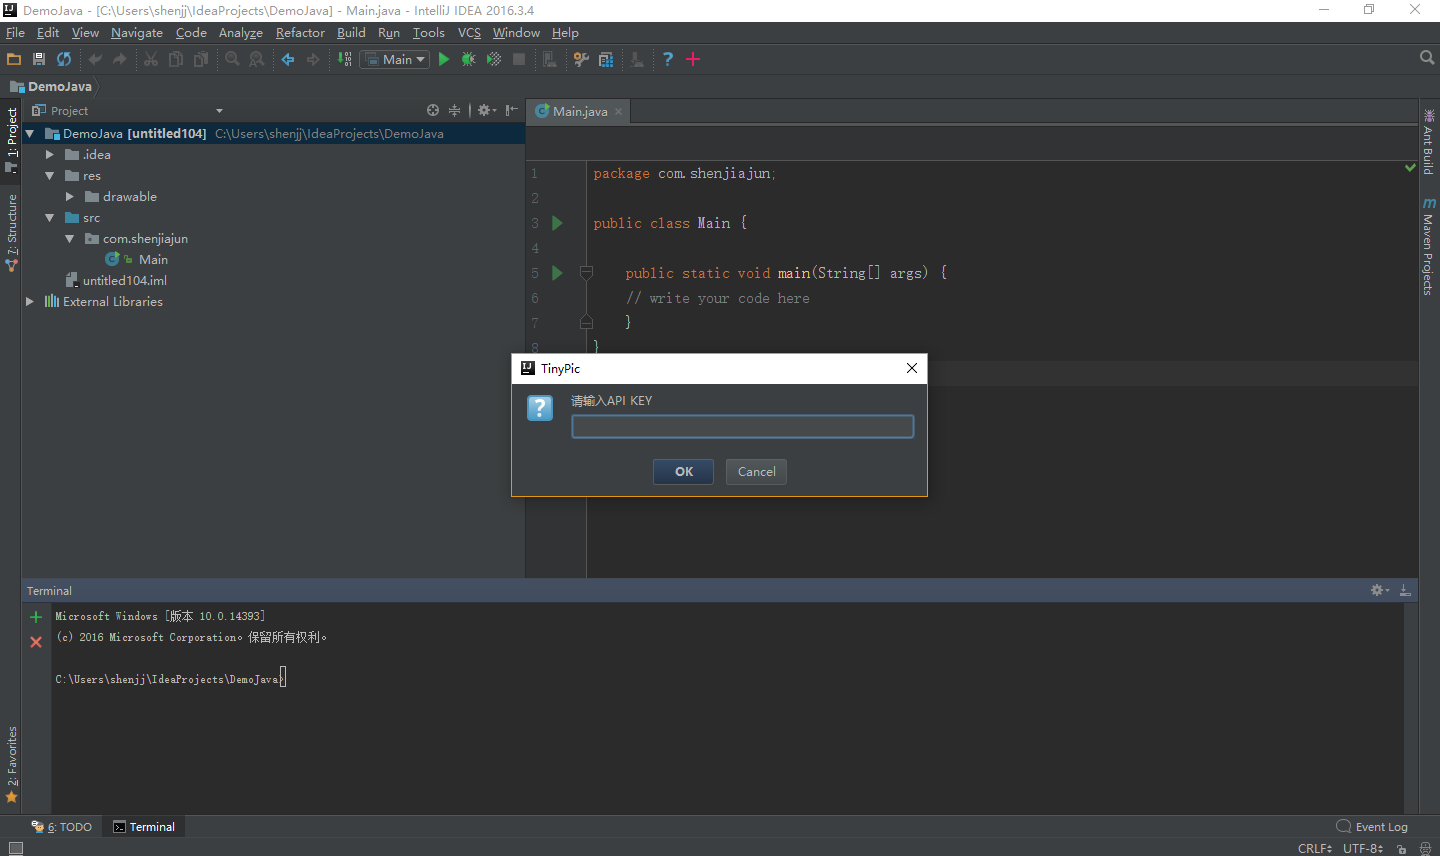 DemoJava - [C:\Users\shenjj\IdeaProjects\DemoJava] - Main.java - IntelliJ IDEA 2016.3.4
File Edit View Navigate Code Analyze Refactor Build Run Tools VCS Window Help
Main
DemoJava
Project
Main.java
1: Project
7: Structure
2: Favorites
Ant Build
Maven Projects
DemoJava [untitled104] C:\Users\shenjj\IdeaProjects\DemoJava
.idea
res
drawable
src
com.shenjiajun
Main
untitled104.iml
External Libraries
1 package com.shenjiajun;
2
3 public class Main {
4
5 public static void main(String[] args) {
6 // write your code here
7 }
8 }
TinyPic
请输入API KEY
OK Cancel
Terminal
Microsoft Windows [版本 10.0.14393]
(c) 2016 Microsoft Corporation。保留所有权利。
C:\Users\shenjj\IdeaProjects\DemoJava>
6: TODO Terminal Event Log
CRLF UTF-8